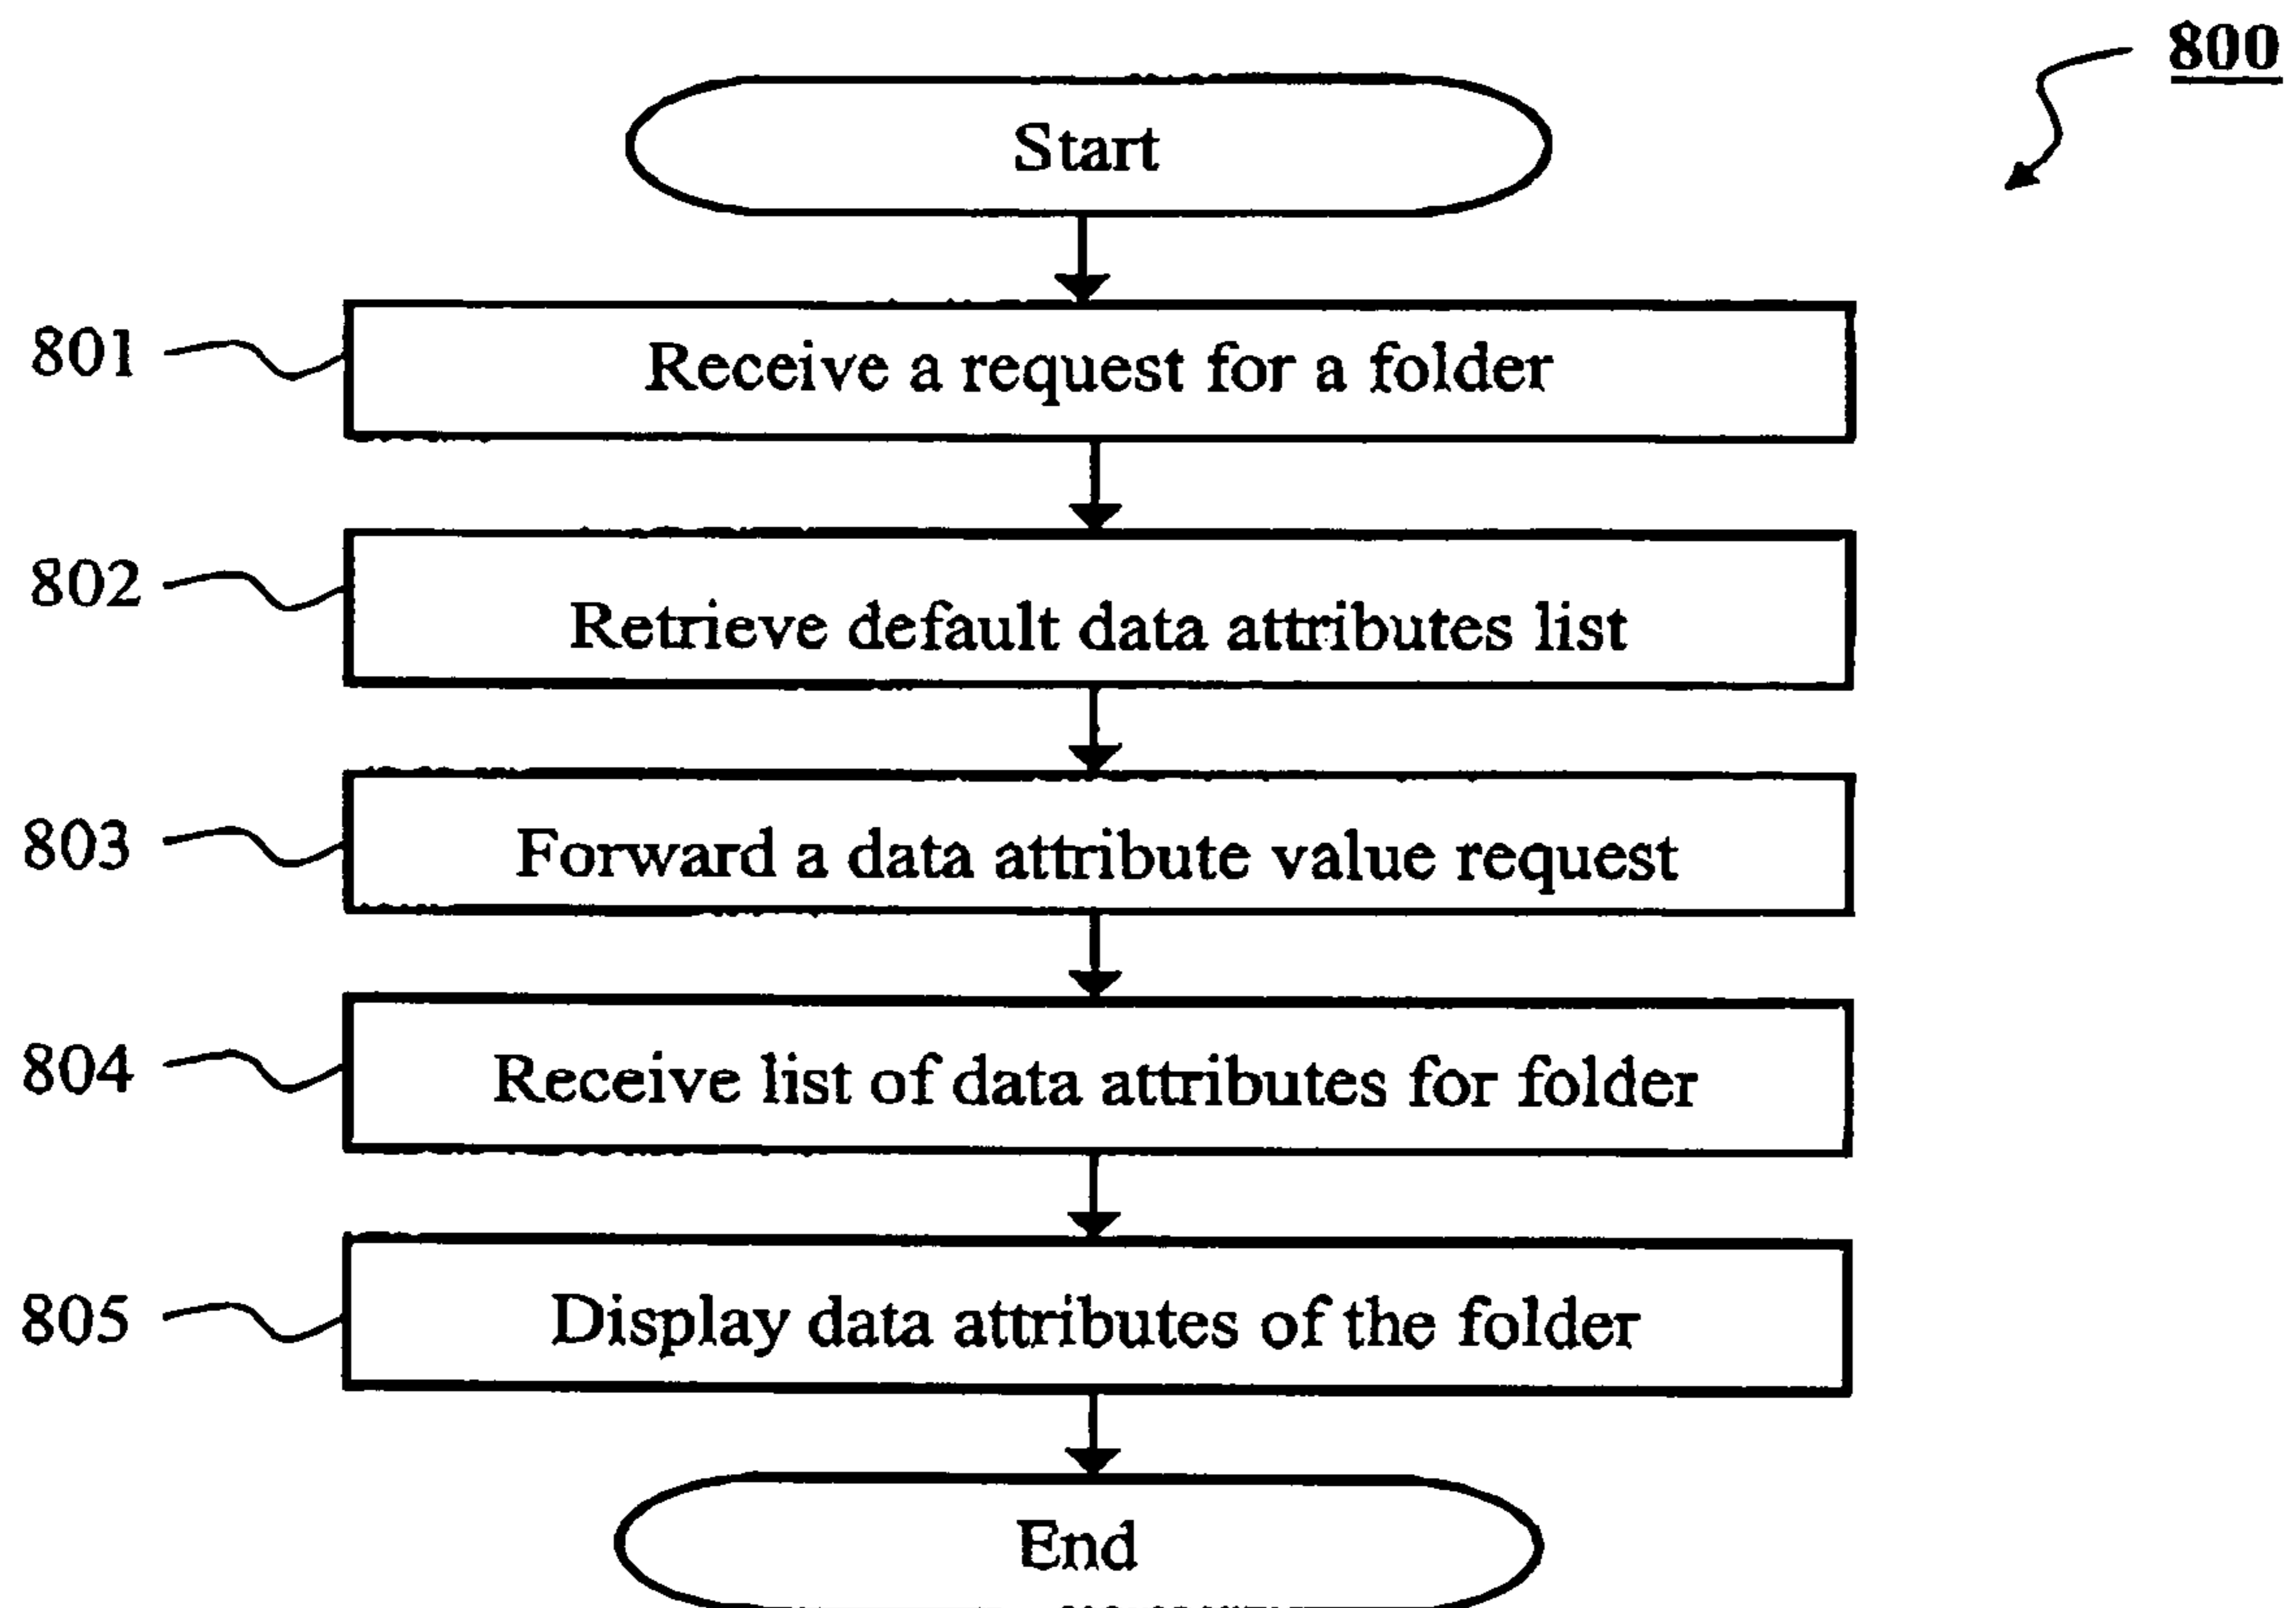 800
Start
801
Receive a request for a folder
802
Retrieve default data attributes list
803
Forward a data attribute value request
804
Receive list of data attributes for folder
805
Display data attributes of the folder
End